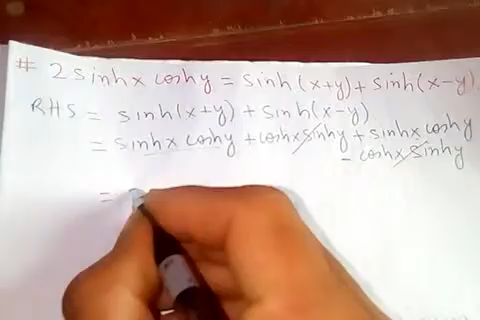 # 2 sinhx coshy = sinh(x+y) + sinh(x-y)
RHS = sinh(x+y) + sinh(x-y)
= sinhx coshy + coshx sinhy + sinhx coshy
- coshx sinhy
=